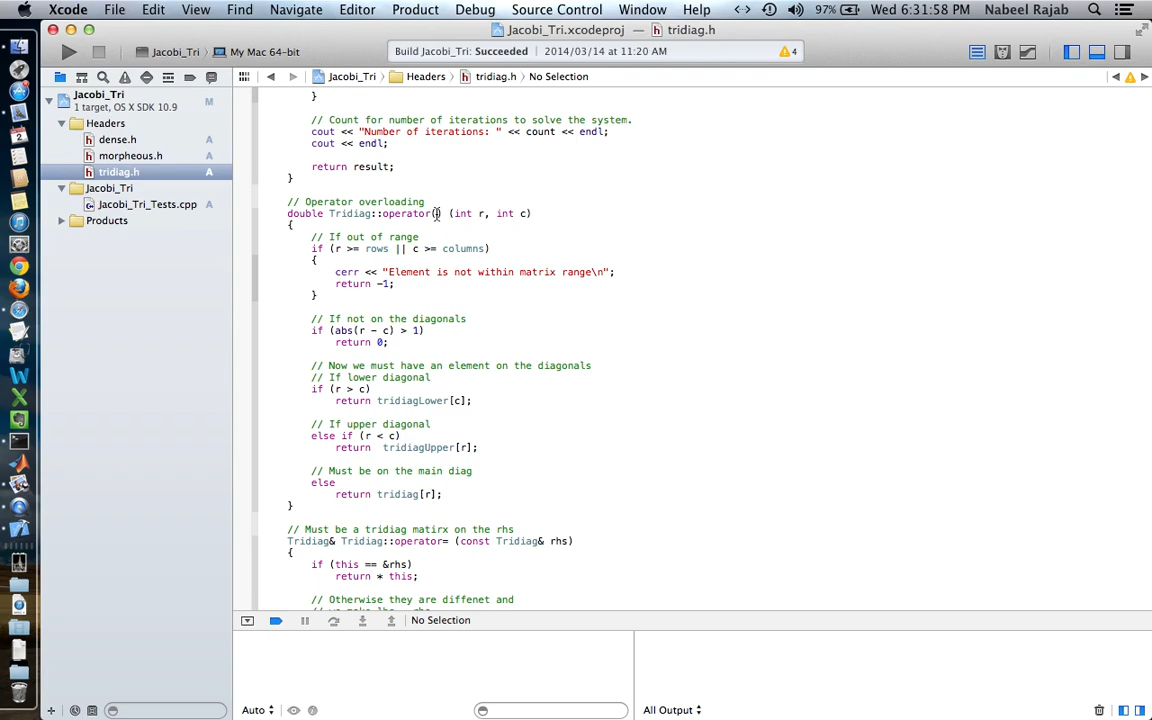 Xcode File Edit View Find Navigate Editor Product Debug Source Control Window Help 97% Wed 6:31:58 Nabeel Rajab
Jacobi_Tri.xcodeproj — tridiag.h
Jacobi_Tri My Mac 64-bit Build Jacobi_Tri: Succeeded 2014/03/14 at 11:20 AM 4
Jacobi_Tri Headers tridiag.h No Selection
Jacobi_Tri M
1 target, OS X SDK 10.9
Headers
dense.h A
morpheous.h A
tridiag.h A
Jacobi_Tri
Jacobi_Tri_Tests.cpp A
Products
}
// Count for number of iterations to solve the system.
cout << "Number of iterations: " << count << endl;
cout << endl;
return result;
}
// Operator overloading
double Tridiag::operator() (int r, int c)
{
// If out of range
if (r >= rows || c >= columns)
{
cerr << "Element is not within matrix range\n";
return -1;
}
// If not on the diagonals
if (abs(r - c) > 1)
return 0;
// Now we must have an element on the diagonals
// If lower diagonal
if (r > c)
return tridiagLower[c];
// If upper diagonal
else if (r < c)
return  tridiagUpper[r];
// Must be on the main diag
else
return tridiag[r];
}
// Must be a tridiag matirx on the rhs
Tridiag& Tridiag::operator= (const Tridiag& rhs)
{
if (this == &rhs)
return * this;
// Otherwise they are diffenet and
No Selection
Auto All Output